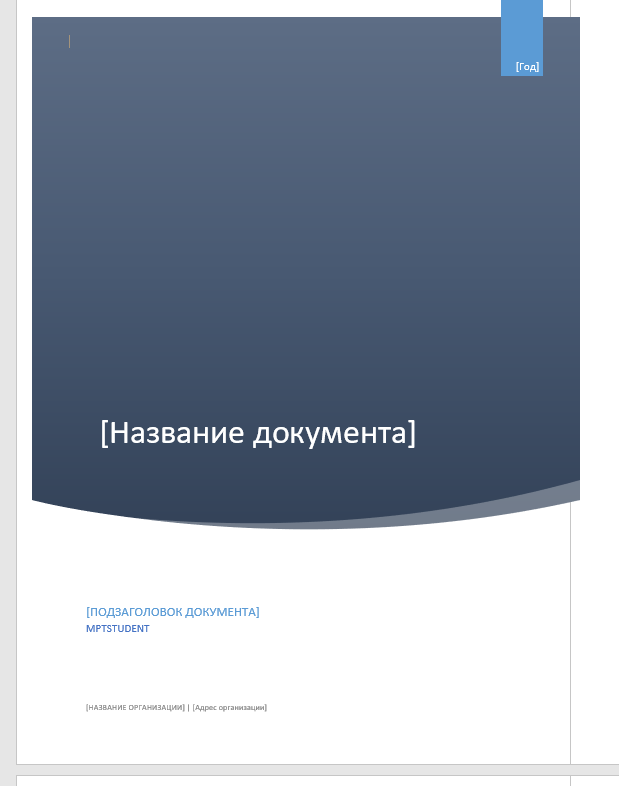 [Год]
[Название документа]
[ПОДЗАГОЛОВОК ДОКУМЕНТА]
MPTSTUDENT
[НАЗВАНИЕ ОРГАНИЗАЦИИ] | [Адрес организации]